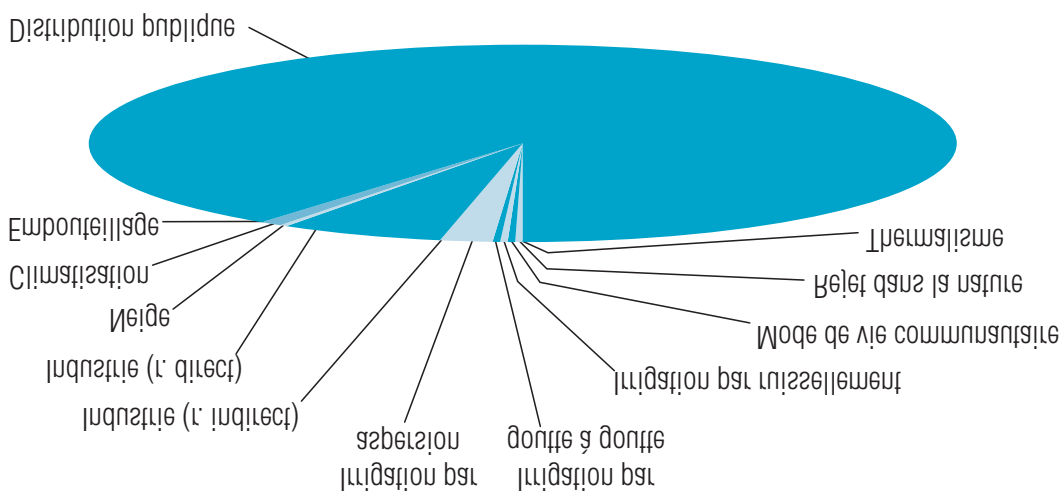 Distribution publique
Embouteillage
Climatisation
Neige
Industrie (r. direct)
Industrie (r. indirect)
Irrigation par
aspersion
Irrigation par
goutte à goutte
Irrigation par ruissellement
Mode de vie communautaire
Rejet dans la nature
Thermalisme